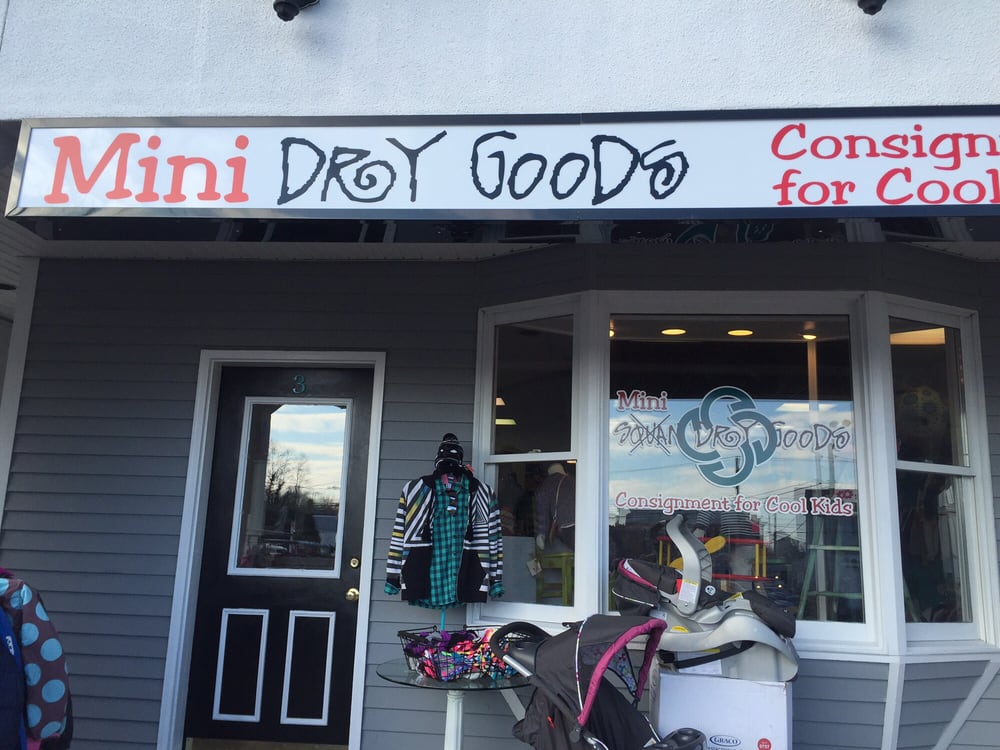 Mini DRY GOODS
Consign
for Cool
3
Mini
SQUAN DRY GOODS
Consignment for Cool Kids
GRACO